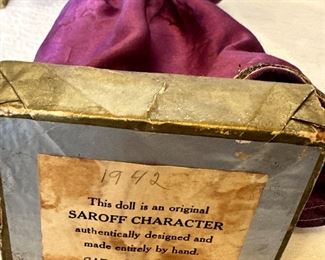 1942
This doll is an original
SAROFF CHARACTER
authentically designed and
made entirely by hand.